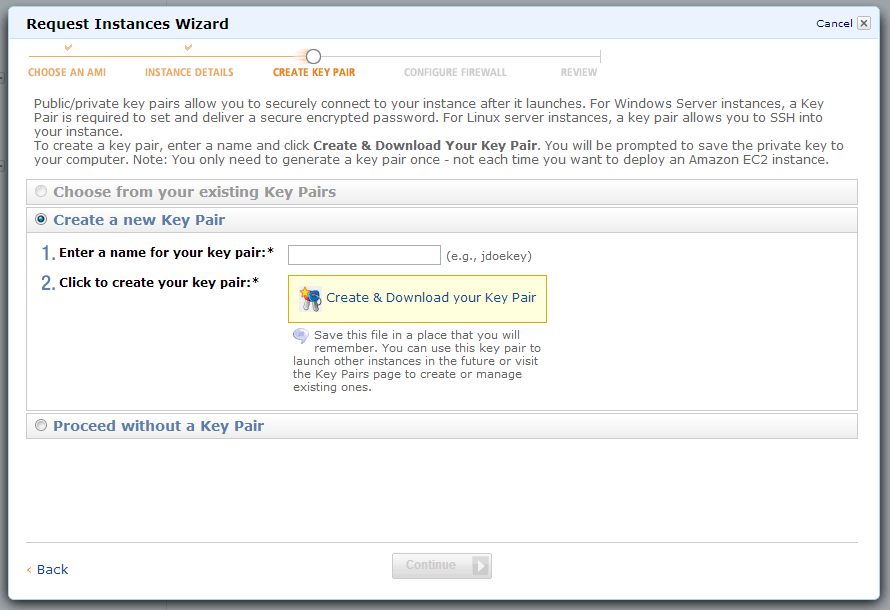 Request Instances Wizard
Cancel
CHOOSE AN AMI INSTANCE DETAILS CREATE KEY PAIR CONFIGURE FIREWALL REVIEW
Public/private key pairs allow you to securely connect to your instance after it launches. For Windows Server instances, a Key
Pair is required to set and deliver a secure encrypted password. For Linux server instances, a key pair allows you to SSH into
your instance.
To create a key pair, enter a name and click Create & Download Your Key Pair. You will be prompted to save the private key to
your computer. Note: You only need to generate a key pair once - not each time you want to deploy an Amazon EC2 instance.
Choose from your existing Key Pairs
Create a new Key Pair
1. Enter a name for your key pair:* (e.g., jdoekey)
2. Click to create your key pair:*
Create & Download your Key Pair
Save this file in a place that you will
remember. You can use this key pair to
launch other instances in the future or visit
the Key Pairs page to create or manage
existing ones.
Proceed without a Key Pair
< Back
Continue